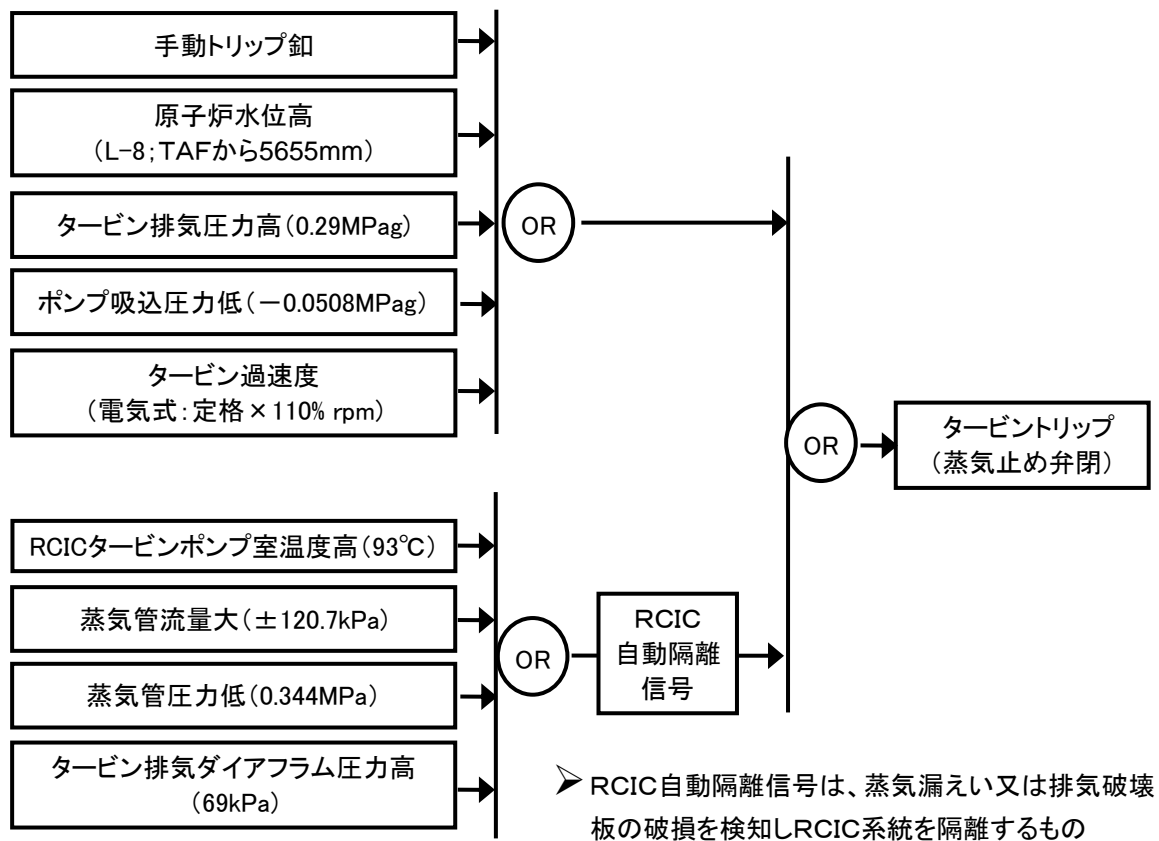 手動トリップ釦
原子炉水位高
（L-8;TAFから5655mm）
タービン排気圧力高（0.29MPag）
ポンプ吸込圧力低（－0.0508MPag）
タービン過速度
（電気式：定格×110% rpm）
OR
RCICタービンポンプ室温度高（93℃）
蒸気管流量大（±120.7kPa）
蒸気管圧力低（0.344MPa）
タービン排気ダイアフラム圧力高
（69kPa）
OR
RCIC
自動隔離
信号
OR
タービントリップ
（蒸気止め弁閉）
➢ RCIC自動隔離信号は、蒸気漏えい又は排気破壊
板の破損を検知しRCIC系統を隔離するもの